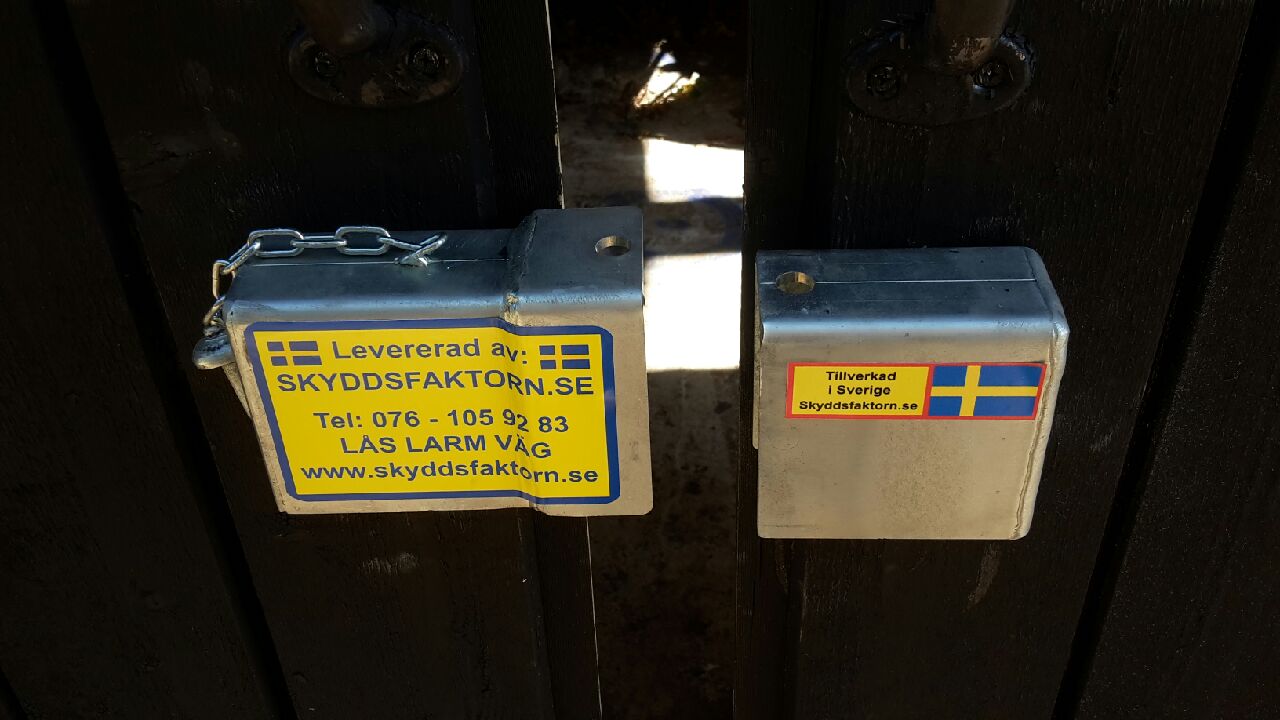 Levererad av:
SKYDDSFAKTORN.SE
Tel: 076 - 105 92 83
LÅS LARM VÄG
www.skyddsfaktorn.se
Tillverkad
i Sverige
Skyddsfaktorn.se